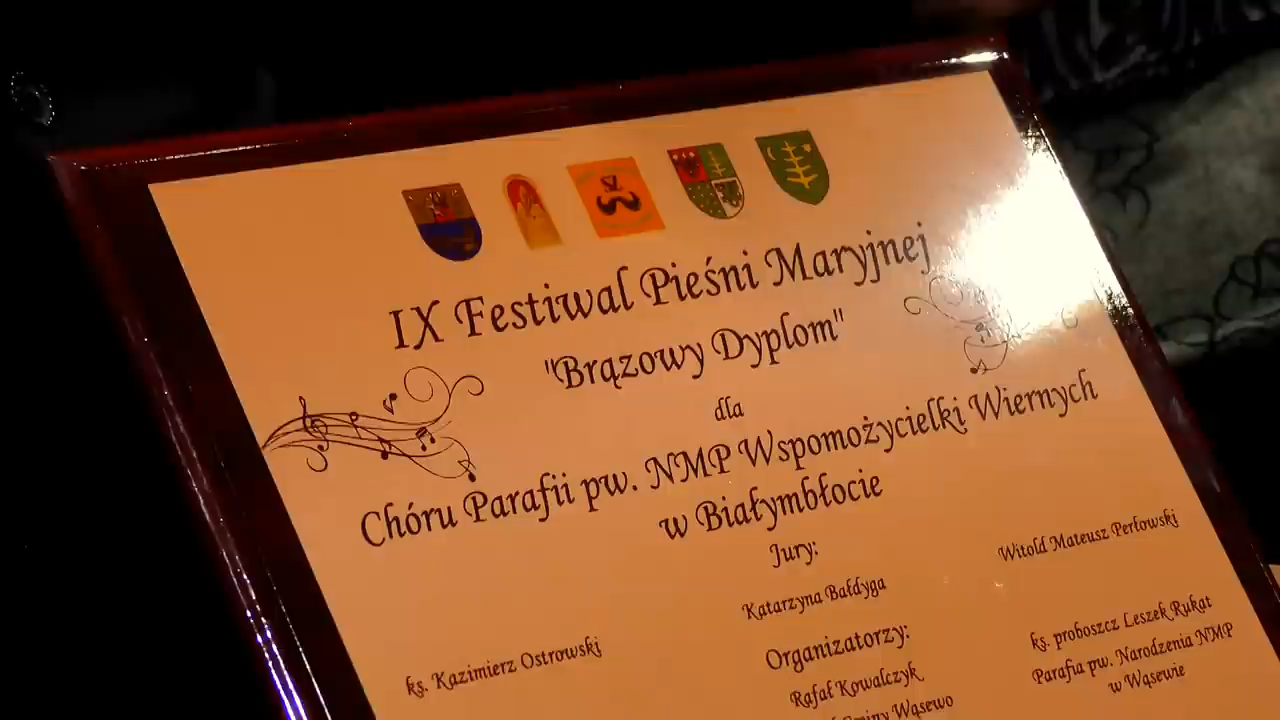 IX Festiwal Pieśni Maryjnej
"Brązowy Dyplom"
dla
Chóru Parafii pw. NMP Wspomożycielki Wiernych
w Białymbłocie
Jury:
ks. Kazimierz Ostrowski
Katarzyna Bałdyga
Witold Mateusz Perłowski
Organizatorzy:
Rafał Kowalczyk
Gminy Wąsewo
ks. proboszcz Leszek Rukat
Parafia pw. Narodzenia NMP
w Wąsewie